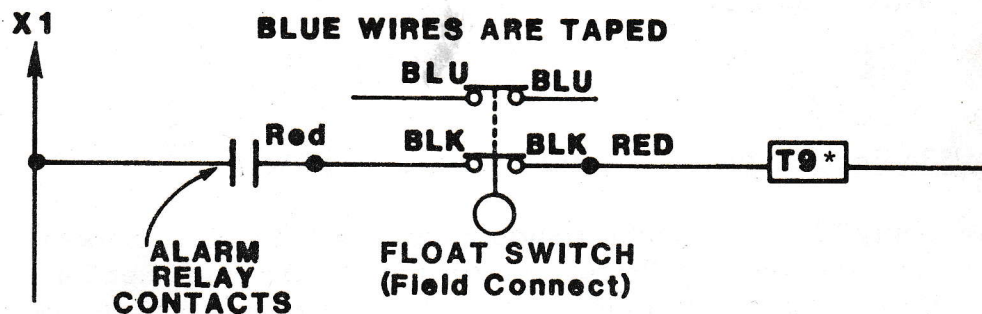 X1
BLUE WIRES ARE TAPED
BLU BLU
Red BLK BLK RED
T9*
ALARM
RELAY
CONTACTS
FLOAT SWITCH
(Field Connect)